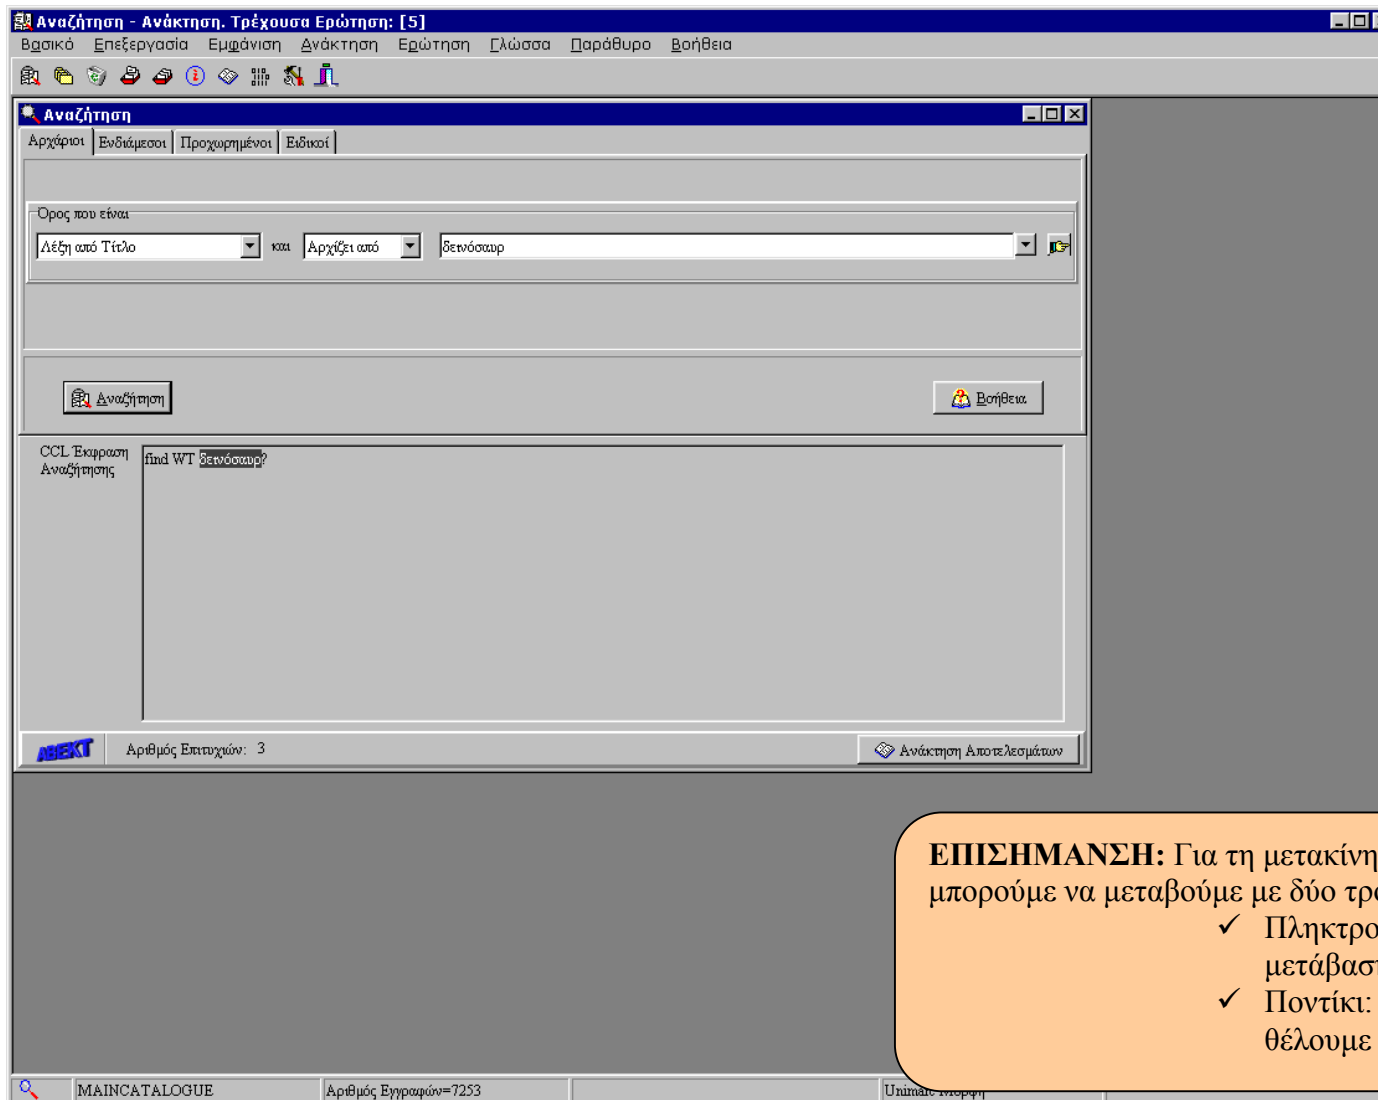 Αναζήτηση - Ανάκτηση. Τρέχουσα Ερώτηση: [5]
Βασικό Επεξεργασία Εμφάνιση Ανάκτηση Ερώτηση Γλώσσα Παράθυρο Βοήθεια
Αναζήτηση
Αρχάριοι Ενδιάμεσοι Προχωρημένοι Ειδικοί
Όρος που είναι
Λέξη από Τίτλο και Αρχίζει από δεινόσαυρ
Αναζήτηση Βοήθεια
CCL Έκφραση
Αναζήτησης
find WT δεινόσαυρ?
ABEKT Αριθμός Επιτυχιών: 3 Ανάκτηση Αποτελεσμάτων
ΕΠΙΣΗΜΑΝΣΗ: Για τη μετακίνη
μπορούμε να μεταβούμε με δύο τρό
✓ Πληκτρο
μετάβασ
✓ Ποντίκι:
θέλουμε
MAINCATALOGUE Αριθμός Εγγραφών=7253 Unimarc Μορφή